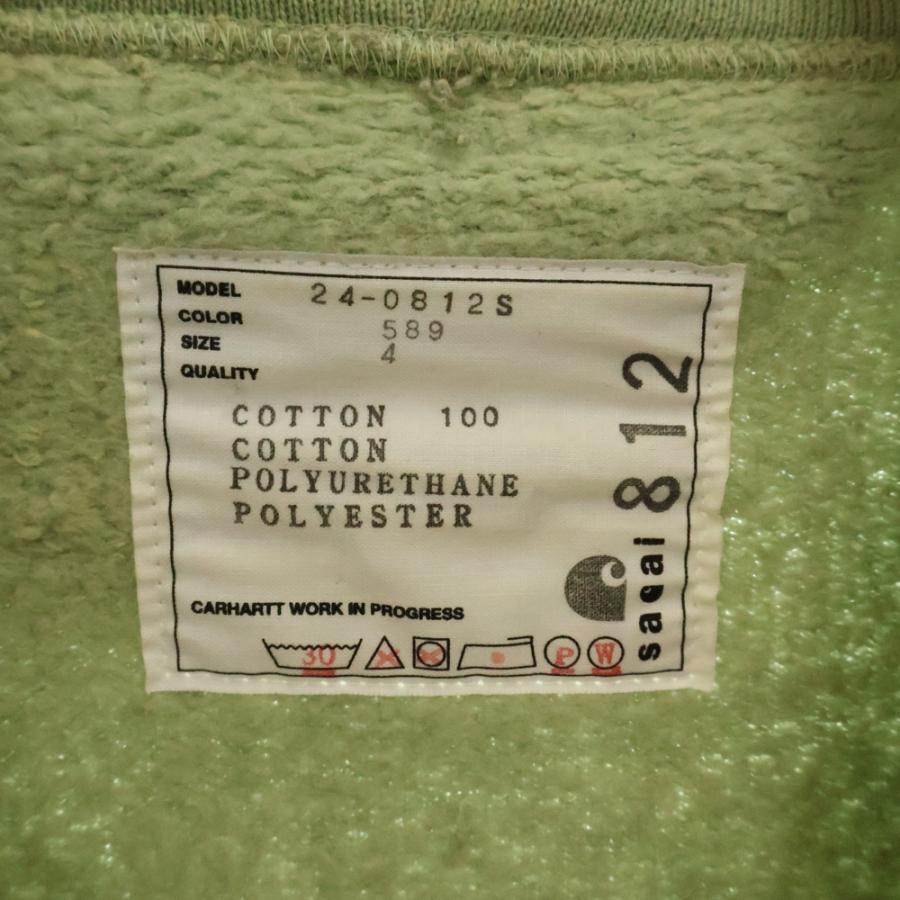 MODEL 24-0812S
COLOR 589
SIZE 4
QUALITY
COTTON 100
COTTON
POLYURETHANE
POLYESTER
CARHARTT WORK IN PROGRESS
30
P
W
sacai 812